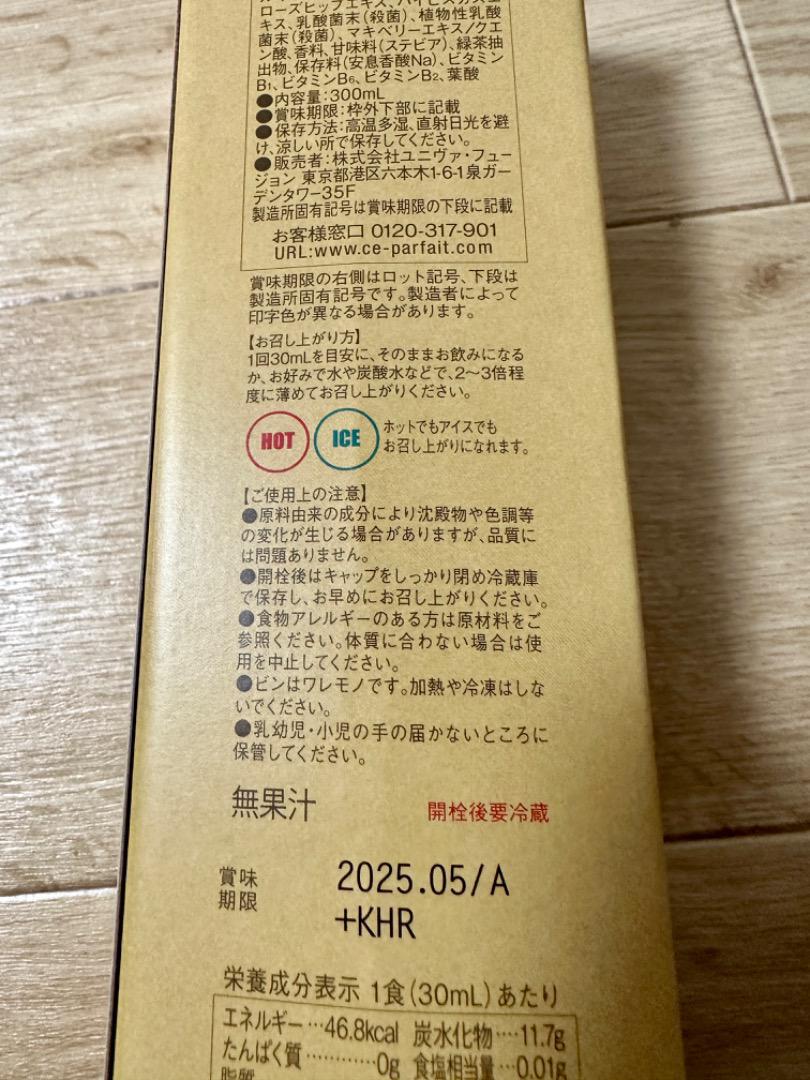 ローズヒップエキス、ハイビスカスエ
キス、乳酸菌末(殺菌)、植物性乳酸
菌末(殺菌)、マキベリーエキス/クエ
ン酸、香料、甘味料(ステビア)、緑茶抽
出物、保存料(安息香酸Na)、ビタミン
B₁、ビタミンB₆、ビタミンB₂、葉酸
●内容量:300mL
●賞味期限:枠外下部に記載
●保存方法:高温多湿、直射日光を避
け、涼しい所で保存してください。
●販売者:株式会社ユニヴァ・フュー
ジョン 東京都港区六本木1-6-1泉ガー
デンタワー35F
製造所固有記号は賞味期限の下段に記載
お客様窓口 0120-317-901
URL:www.ce-parfait.com
賞味期限の右側はロット記号、下段は
製造所固有記号です。製造者によって
印字色が異なる場合があります。
【お召し上がり方】
1回30mLを目安に、そのままお飲みになる
か、お好みで水や炭酸水などで、2〜3倍程
度に薄めてお召し上がりください。
HOT ICE ホットでもアイスでも
お召し上がりになれます。
【ご使用上の注意】
●原料由来の成分により沈殿物や色調等
の変化が生じる場合がありますが、品質に
は問題ありません。
●開栓後はキャップをしっかり閉め冷蔵庫
で保存し、お早めにお召し上がりください。
●食物アレルギーのある方は原材料をご
参照ください。体質に合わない場合は使
用を中止してください。
●ビンはワレモノです。加熱や冷凍はしな
いでください。
●乳幼児・小児の手の届かないところに
保管してください。
無果汁 開栓後要冷蔵
賞味期限 2025.05/A
+KHR
栄養成分表示 1食(30mL)あたり
エネルギー…46.8kcal 炭水化物…11.7g
たんぱく質…………0g 食塩相当量…0.01g
脂質